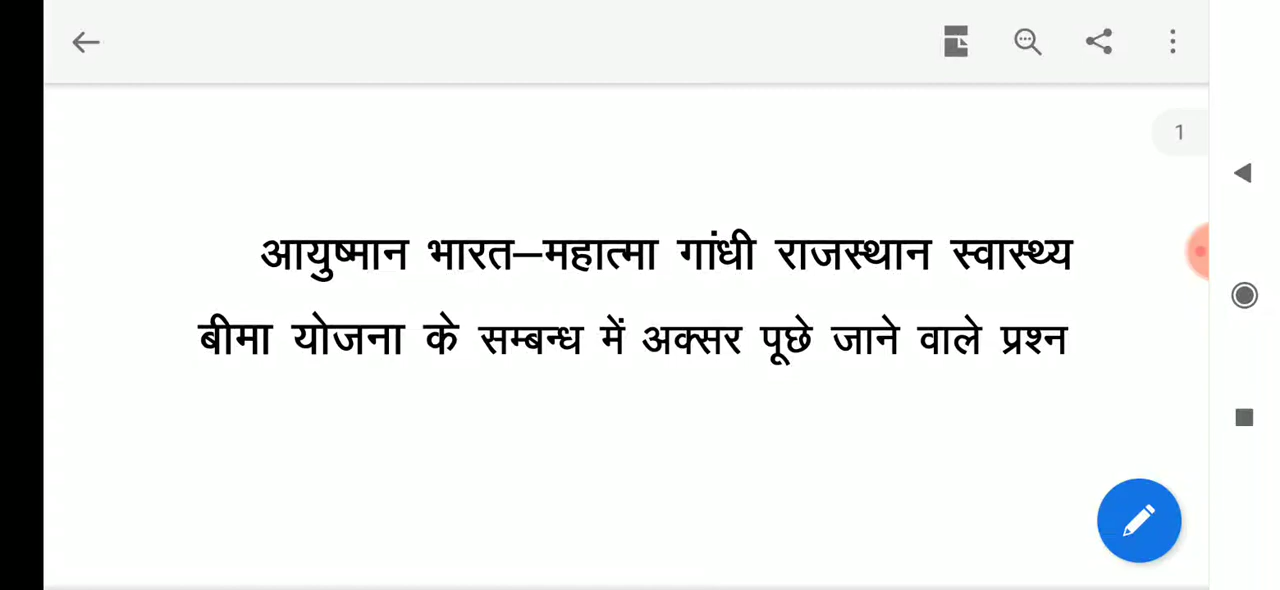 1
आयुष्मान भारत–महात्मा गांधी राजस्थान स्वास्थ्य
बीमा योजना के सम्बन्ध में अक्सर पूछे जाने वाले प्रश्न